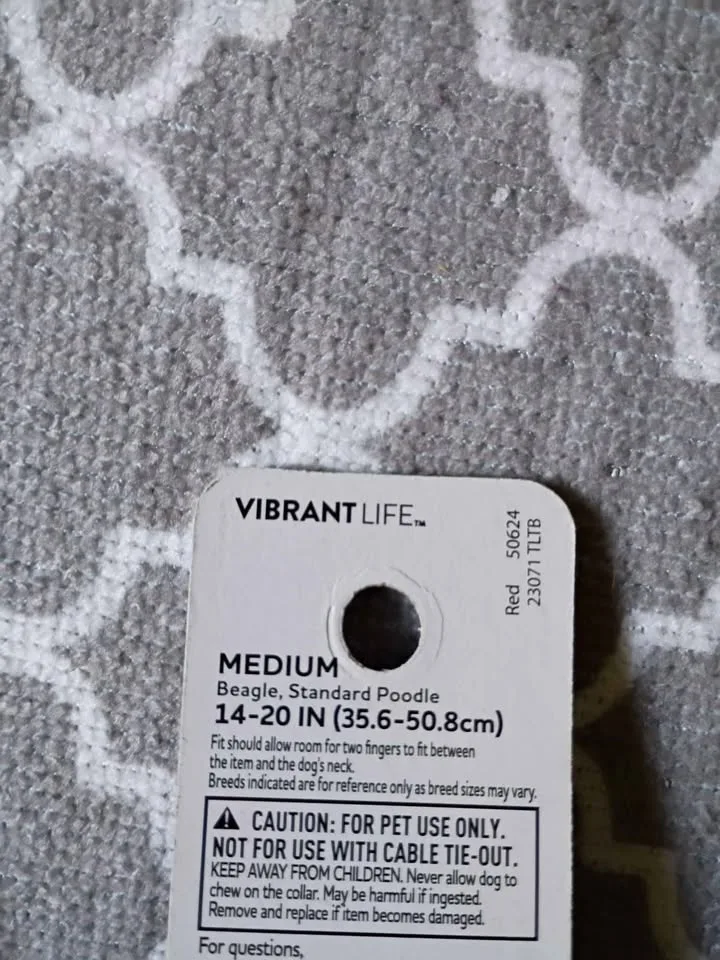 VIBRANT LIFE™
Red 50624
23071 TLTB
MEDIUM
Beagle, Standard Poodle
14-20 IN (35.6-50.8cm)
Fit should allow room for two fingers to fit between
the item and the dog's neck.
Breeds indicated are for reference only as breed sizes may vary.
CAUTION: FOR PET USE ONLY.
NOT FOR USE WITH CABLE TIE-OUT.
KEEP AWAY FROM CHILDREN. Never allow dog to
chew on the collar. May be harmful if ingested.
Remove and replace if item becomes damaged.
For questions,